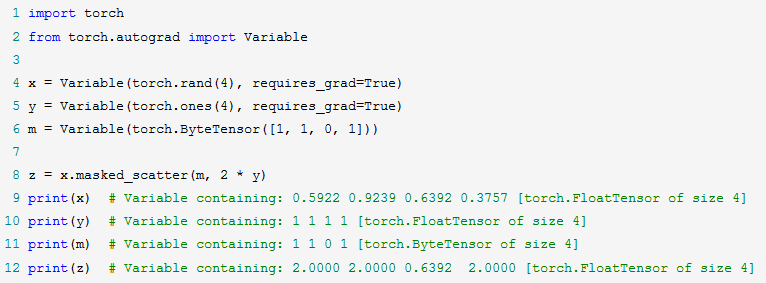 1 import torch
2 from torch.autograd import Variable
3
4 x = Variable(torch.rand(4), requires_grad=True)
5 y = Variable(torch.ones(4), requires_grad=True)
6 m = Variable(torch.ByteTensor([1, 1, 0, 1]))
7
8 z = x.masked_scatter(m, 2 * y)
9 print(x)  # Variable containing: 0.5922 0.9239 0.6392 0.3757 [torch.FloatTensor of size 4]
10 print(y)  # Variable containing: 1 1 1 1 [torch.FloatTensor of size 4]
11 print(m)  # Variable containing: 1 1 0 1 [torch.ByteTensor of size 4]
12 print(z)  # Variable containing: 2.0000 2.0000 0.6392  2.0000 [torch.FloatTensor of size 4]